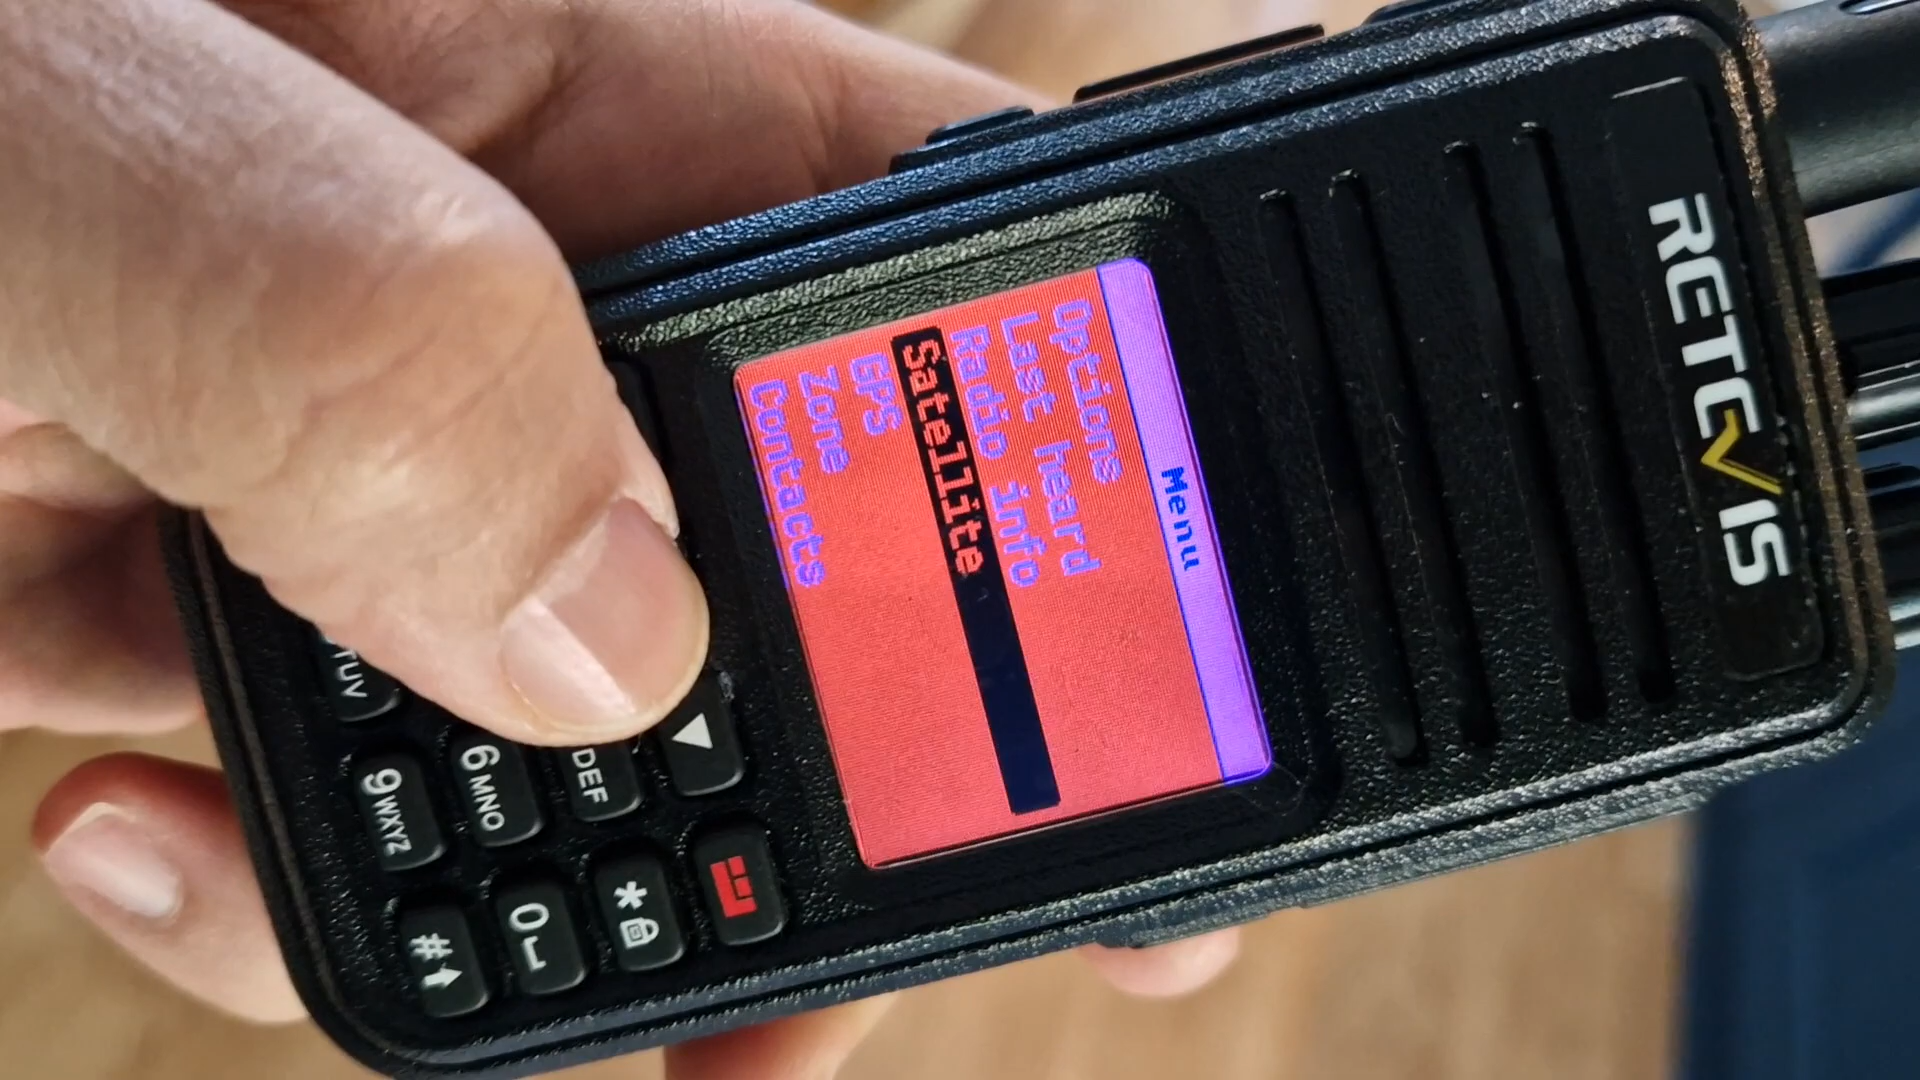 RETEVIS
Menu
Options
Last heard
Radio info
Satellite
GPS
Zone
Contacts
DEF
6MNO
TUV
9WXYZ
*
0
#